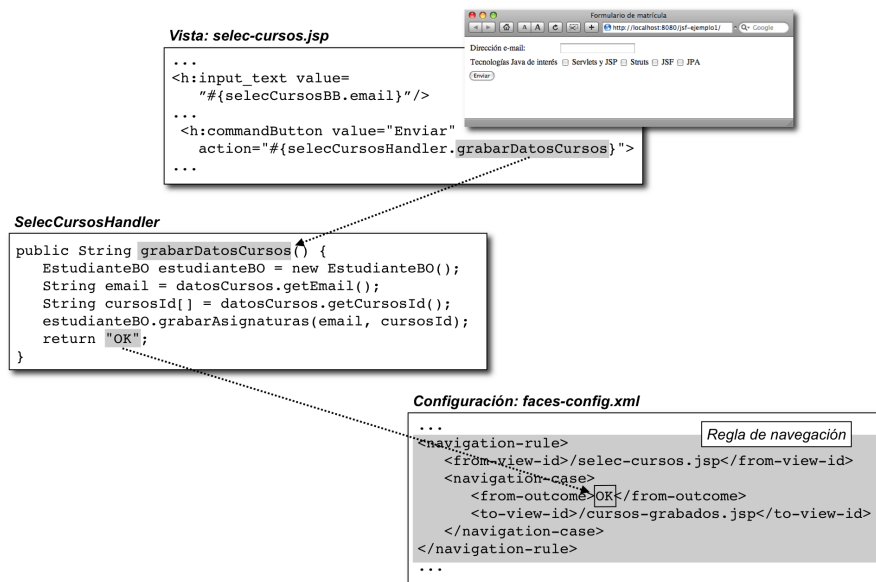 Vista: selec-cursos.jsp
...
<h:input_text value=
"#{selecCursosBB.email}"/>
...
<h:commandButton value="Enviar"
action="#{selecCursosHandler.grabarDatosCursos}">
...
Formulario de matrícula
A A
http://localhost:8080/jsf-ejemplo1/
Google
Dirección e-mail:
Tecnologías Java de interés Servlets y JSP Struts JSF JPA
Enviar
SelecCursosHandler
public String grabarDatosCursos() {
EstudianteBO estudianteBO = new EstudianteBO();
String email = datosCursos.getEmail();
String cursosId[] = datosCursos.getCursosId();
estudianteBO.grabarAsignaturas(email, cursosId);
return "OK";
}
Configuración: faces-config.xml
...
Regla de navegación
<navigation-rule>
<from-view-id>/selec-cursos.jsp</from-view-id>
<navigation-case>
<from-outcome>OK</from-outcome>
<to-view-id>/cursos-grabados.jsp</to-view-id>
</navigation-case>
</navigation-rule>
...